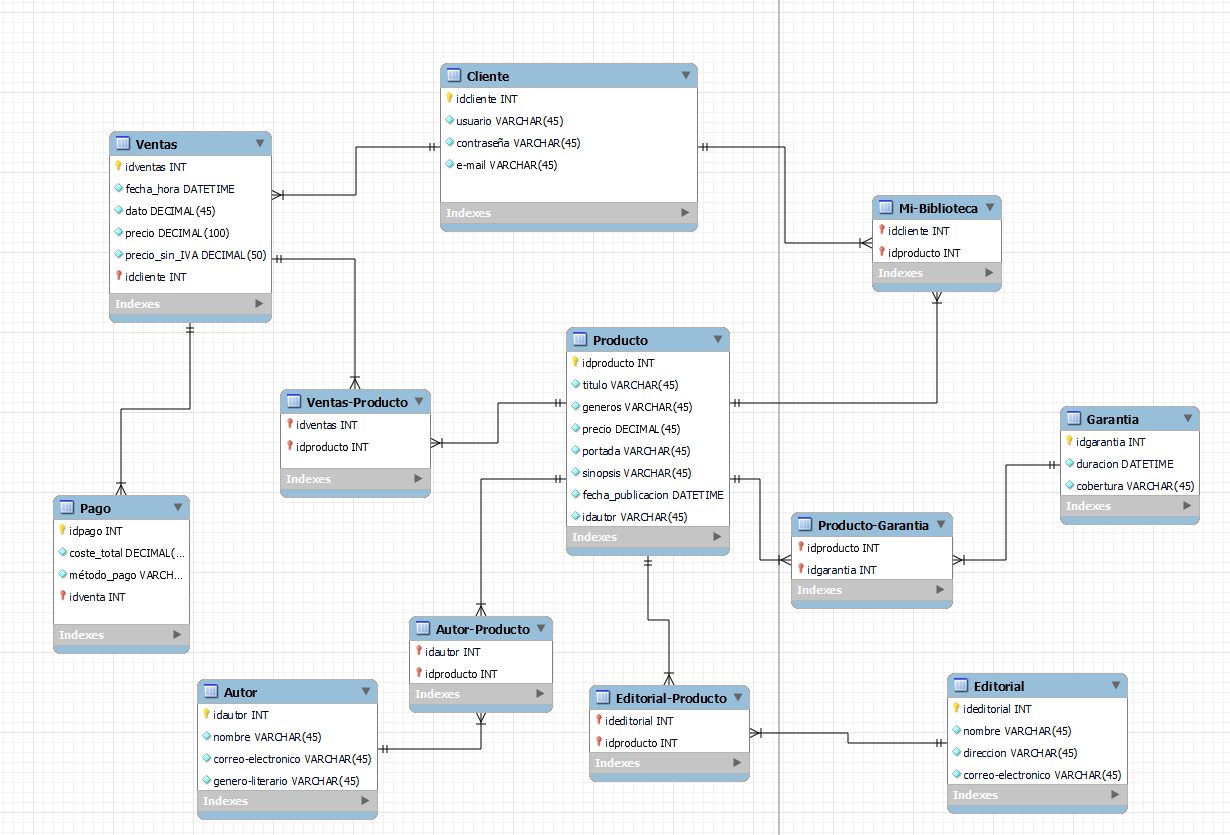 Cliente
idcliente INT
usuario VARCHAR(45)
contraseña VARCHAR(45)
e-mail VARCHAR(45)
Indexes
Ventas
idventas INT
fecha_hora DATETIME
dato DECIMAL(45)
precio DECIMAL(100)
precio_sin_IVA DECIMAL(50)
idcliente INT
Indexes
Mi-Biblioteca
idcliente INT
idproducto INT
Indexes
Producto
idproducto INT
titulo VARCHAR(45)
generos VARCHAR(45)
precio DECIMAL(45)
portada VARCHAR(45)
sinopsis VARCHAR(45)
fecha_publicacion DATETIME
idautor VARCHAR(45)
Indexes
Ventas-Producto
idventas INT
idproducto INT
Indexes
Garantia
idgarantia INT
duracion DATETIME
cobertura VARCHAR(45)
Indexes
Pago
idpago INT
coste_total DECIMAL(...
método_pago VARCH...
idventa INT
Indexes
Producto-Garantia
idproducto INT
idgarantia INT
Indexes
Autor-Producto
idautor INT
idproducto INT
Indexes
Autor
idautor INT
nombre VARCHAR(45)
correo-electronico VARCHAR(45)
genero-literario VARCHAR(45)
Indexes
Editorial-Producto
ideditorial INT
idproducto INT
Indexes
Editorial
ideditorial INT
nombre VARCHAR(45)
direccion VARCHAR(45)
correo-electronico VARCHAR(45)
Indexes